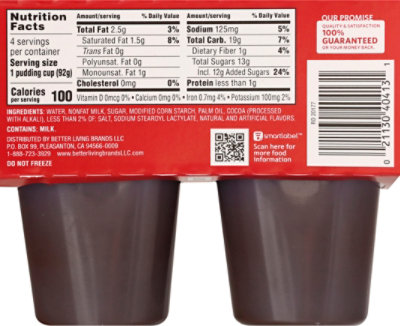 Nutrition Facts
4 servings per container
Serving size
1 pudding cup (92g)
Calories per serving 100
Amount/serving % Daily Value
Total Fat 2.5g 3%
Saturated Fat 1.5g 8%
Trans Fat 0g
Polyunsat. Fat 0g
Monounsat. Fat 1g
Cholesterol 0mg 0%
Amount/serving % Daily Value
Sodium 125mg 5%
Total Carb. 19g 7%
Dietary Fiber 1g 4%
Total Sugars 13g
Incl. 12g Added Sugars 24%
Protein less than 1g
Vitamin D 0mcg 0% • Calcium 0mg 0% • Iron 0.7mg 4% • Potassium 100mg 2%
INGREDIENTS: WATER, NONFAT MILK, SUGAR, MODIFIED CORN STARCH, PALM OIL, COCOA (PROCESSED
WITH ALKALI), LESS THAN 2% OF: SALT, SODIUM STEAROYL LACTYLATE, NATURAL AND ARTIFICIAL FLAVORS.
CONTAINS: MILK.
DISTRIBUTED BY BETTER LIVING BRANDS LLC
P.O. BOX 99, PLEASANTON, CA 94566-0009
1-888-723-3929 www.betterlivingbrandsLLC.com
DO NOT FREEZE
smartlabel™
Scan here for
more food
information
OUR PROMISE
QUALITY & SATISFACTION
100%
GUARANTEED
OR YOUR MONEY BACK.
0 21130 40413 1